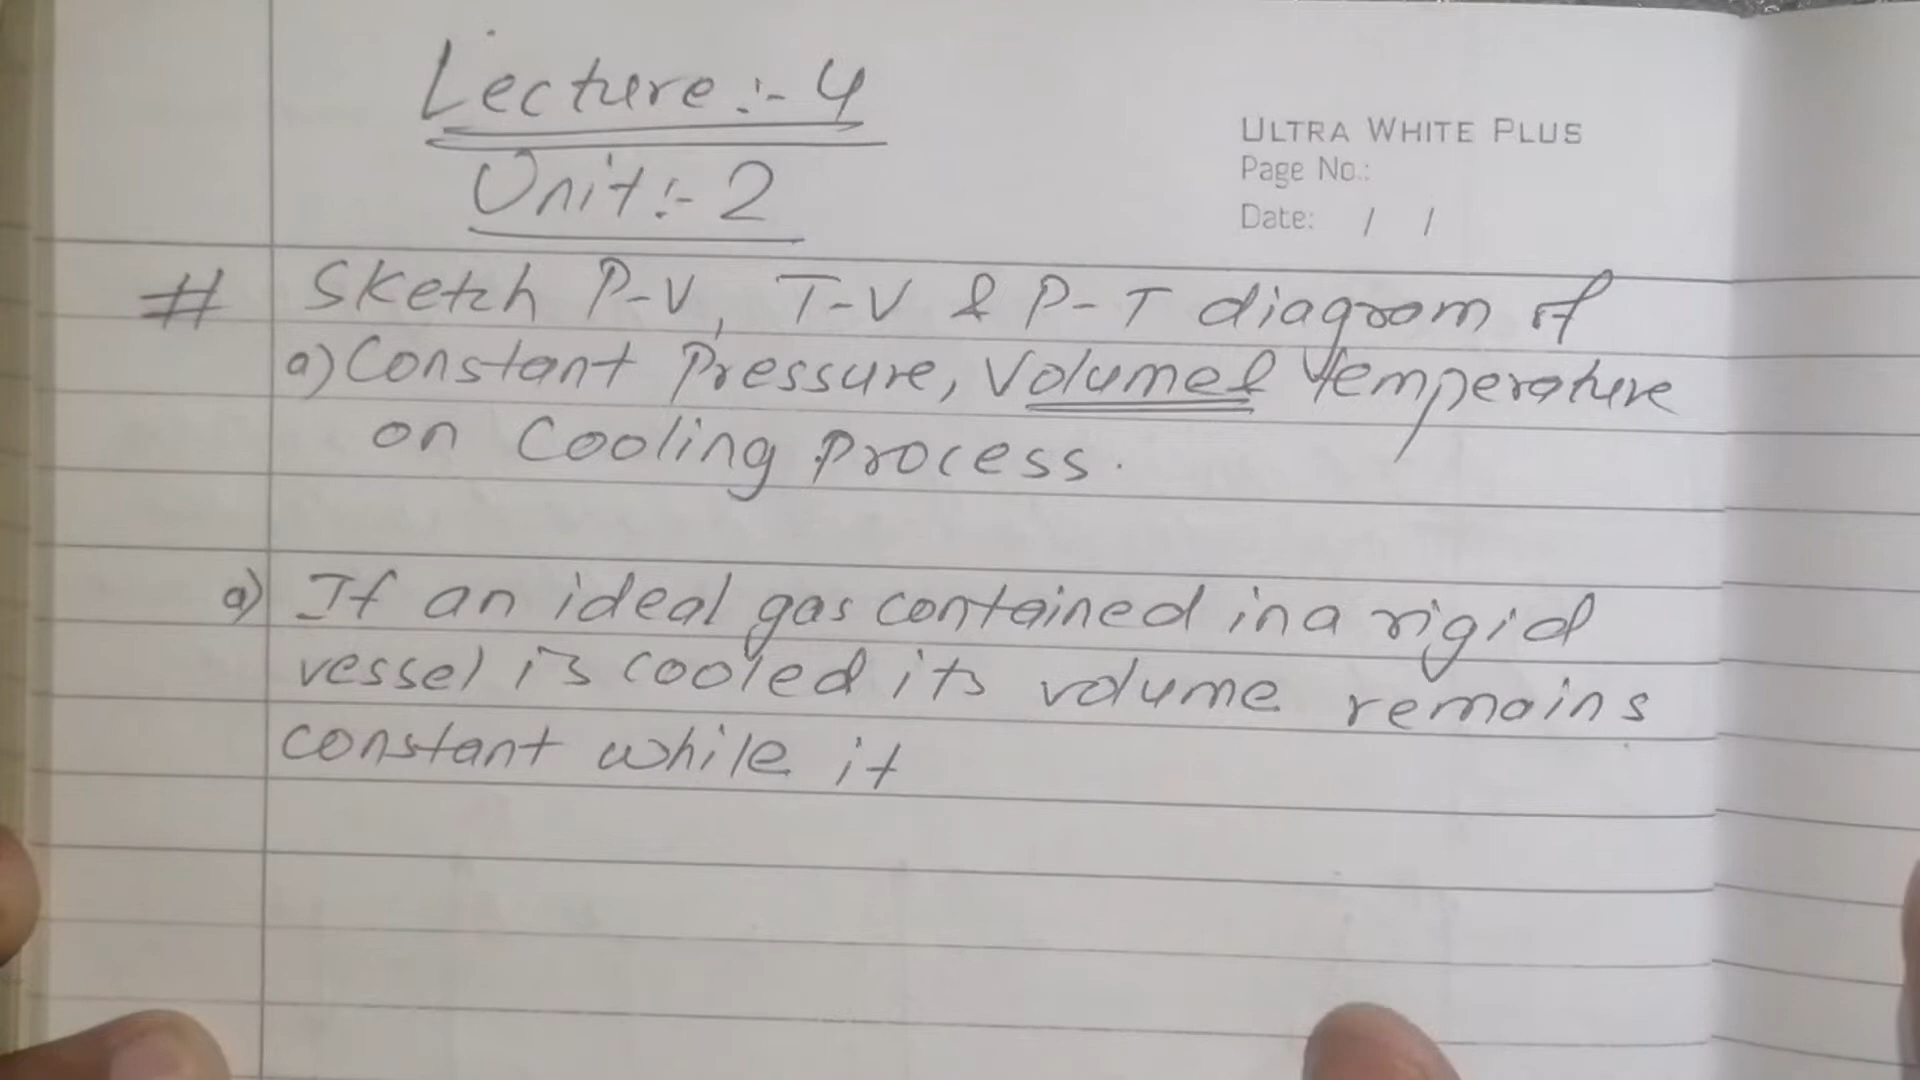 Lecture :- 4
Unit :- 2
ULTRA WHITE PLUS
Page No.:
Date: / /
# Sketch P-V, T-V & P-T diagram of
a) Constant Pressure, Volume & Temperature
on Cooling Process.
a) If an ideal gas contained in a rigid
vessel is cooled its volume remains
constant while it